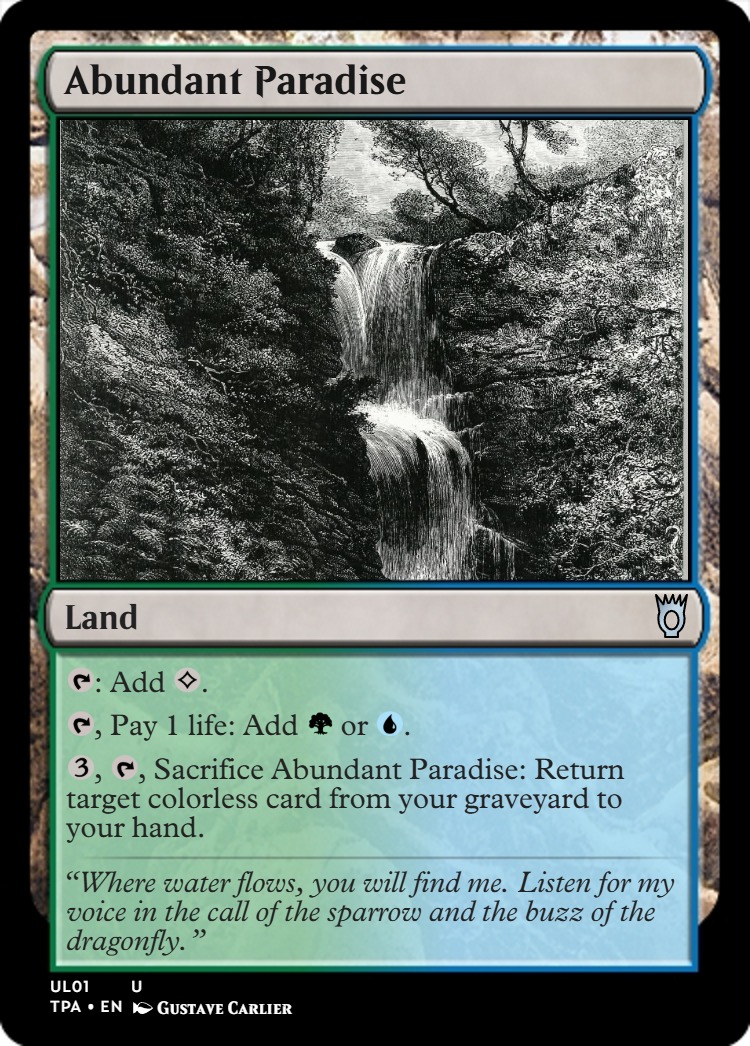 Abundant Paradise
Land
: Add .
, Pay 1 life: Add or .
3, , Sacrifice Abundant Paradise: Return
target colorless card from your graveyard to
your hand.
“Where water flows, you will find me. Listen for my
voice in the call of the sparrow and the buzz of the
dragonfly.”
UL01 U
TPA • EN GUSTAVE CARLIER